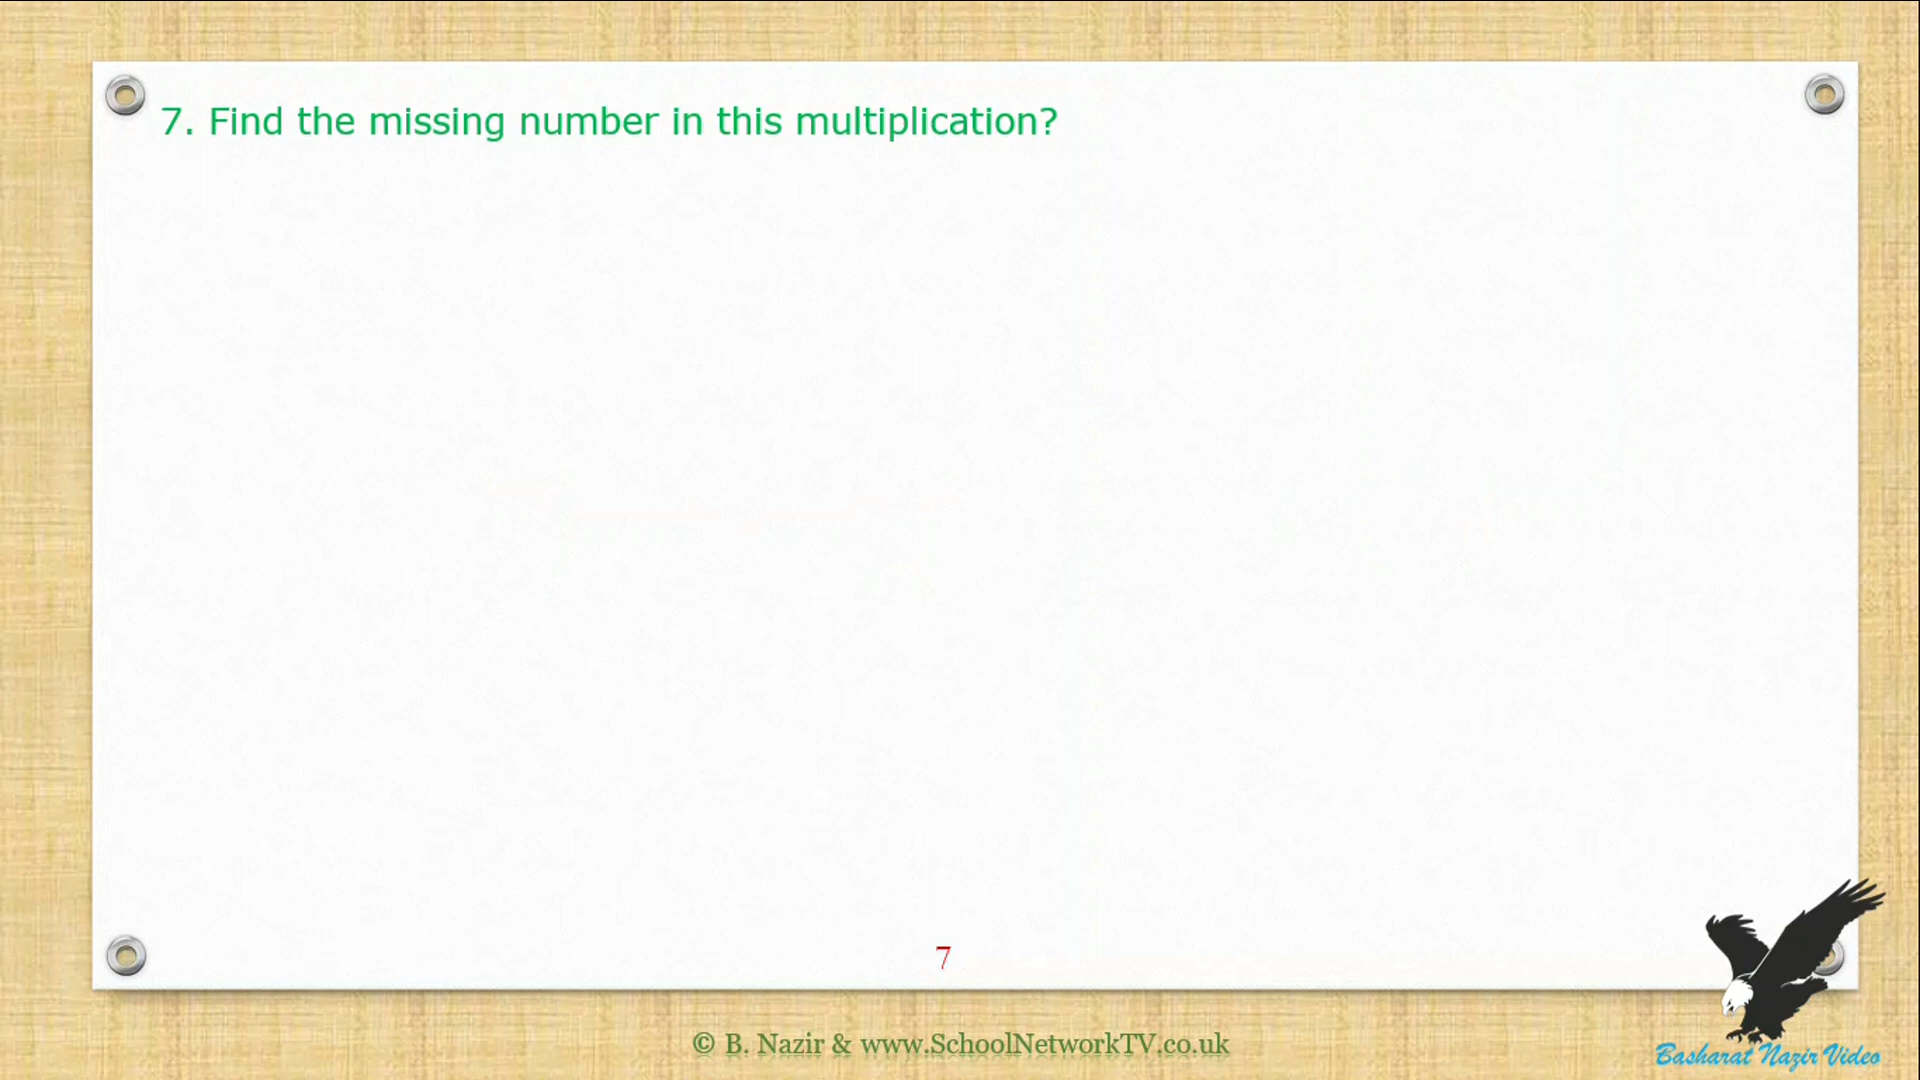 7. Find the missing number in this multiplication?
7
© B. Nazir & www.SchoolNetworkTV.co.uk
Basharat Nazir Video